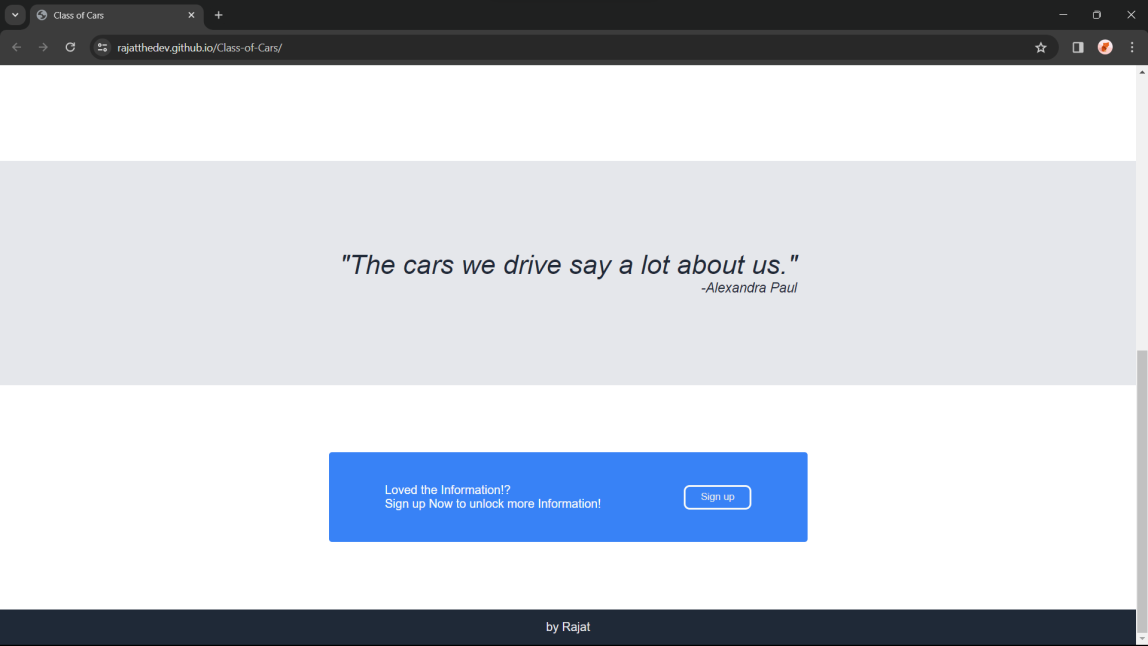 Class of Cars
rajatthedev.github.io/Class-of-Cars/
"The cars we drive say a lot about us."
-Alexandra Paul
Loved the Information!?
Sign up Now to unlock more Information!
Sign up
by Rajat